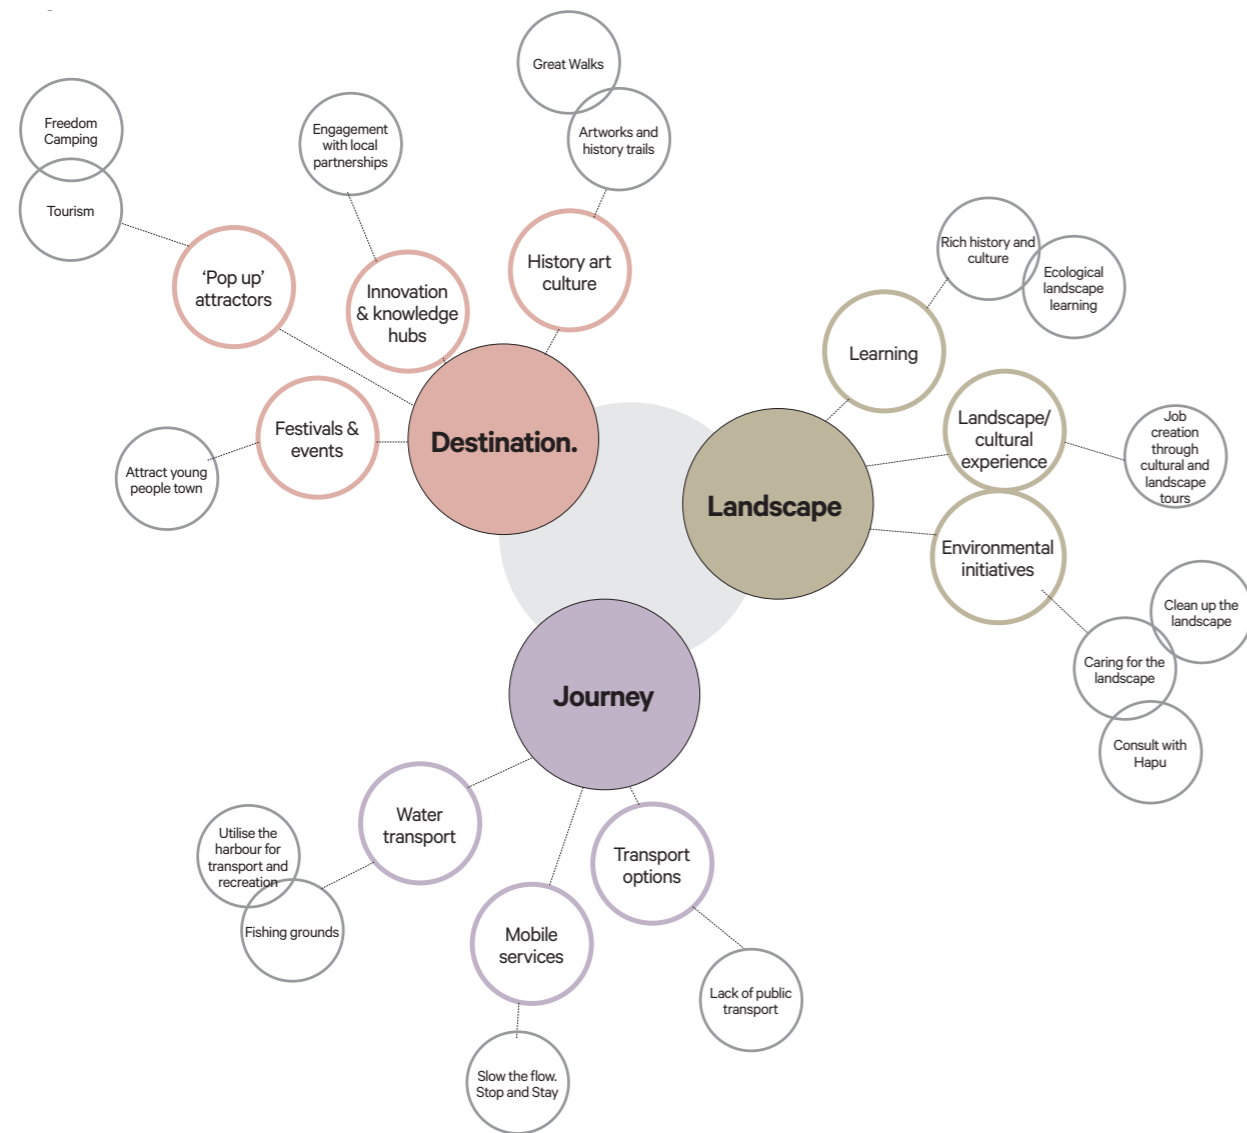 Great Walks
Artworks and
history trails
Freedom
Camping
Tourism
Engagement
with local
partnerships
‘Pop up’
attractors
Innovation
& knowledge
hubs
History art
culture
Festivals &
events
Attract young
people town
Destination.
Rich history and
culture
Ecological
landscape
learning
Learning
Landscape/
cultural
experience
Job
creation
through
cultural and
landscape
tours
Landscape
Environmental
initiatives
Clean up the
landscape
Caring for the
landscape
Consult with
Hapu
Journey
Water
transport
Utilise the
harbour for
transport and
recreation
Fishing grounds
Mobile
services
Slow the flow.
Stop and Stay
Transport
options
Lack of public
transport